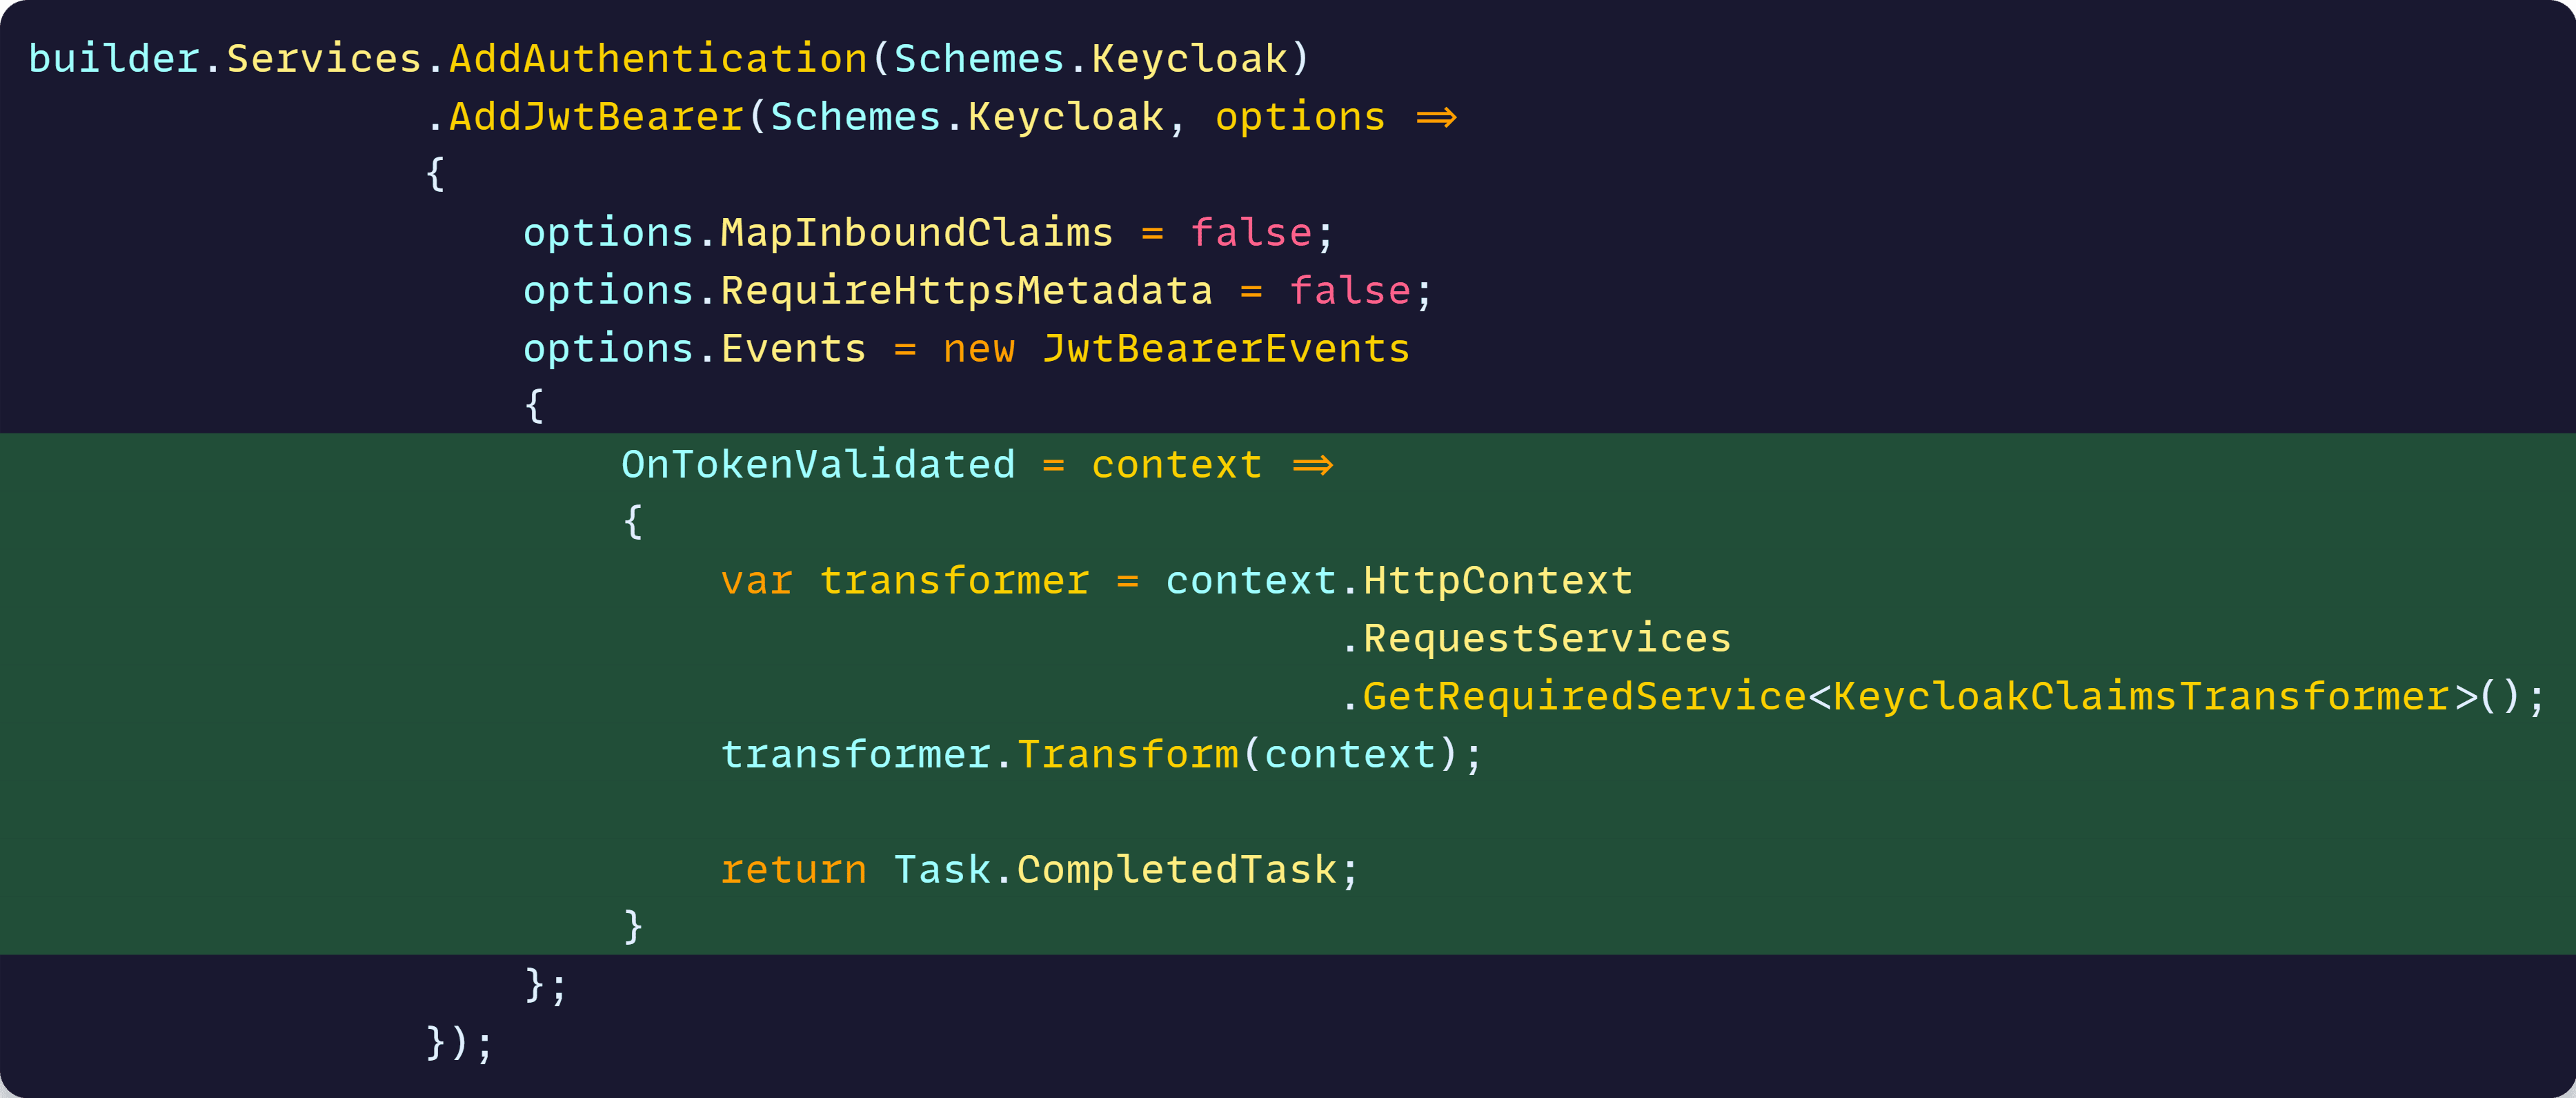 builder.Services.AddAuthentication(Schemes.Keycloak)
.AddJwtBearer(Schemes.Keycloak, options =>
{
options.MapInboundClaims = false;
options.RequireHttpsMetadata = false;
options.Events = new JwtBearerEvents
{
OnTokenValidated = context =>
{
var transformer = context.HttpContext
.RequestServices
.GetRequiredService<KeycloakClaimsTransformer>();
transformer.Transform(context);
return Task.CompletedTask;
}
};
});